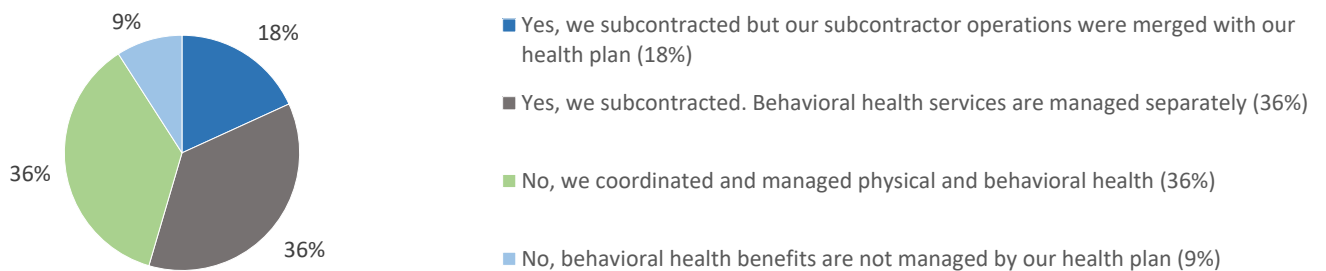 9%
18%
36%
36%
Yes, we subcontracted but our subcontractor operations were merged with our
health plan (18%)
Yes, we subcontracted. Behavioral health services are managed separately (36%)
No, we coordinated and managed physical and behavioral health (36%)
No, behavioral health benefits are not managed by our health plan (9%)